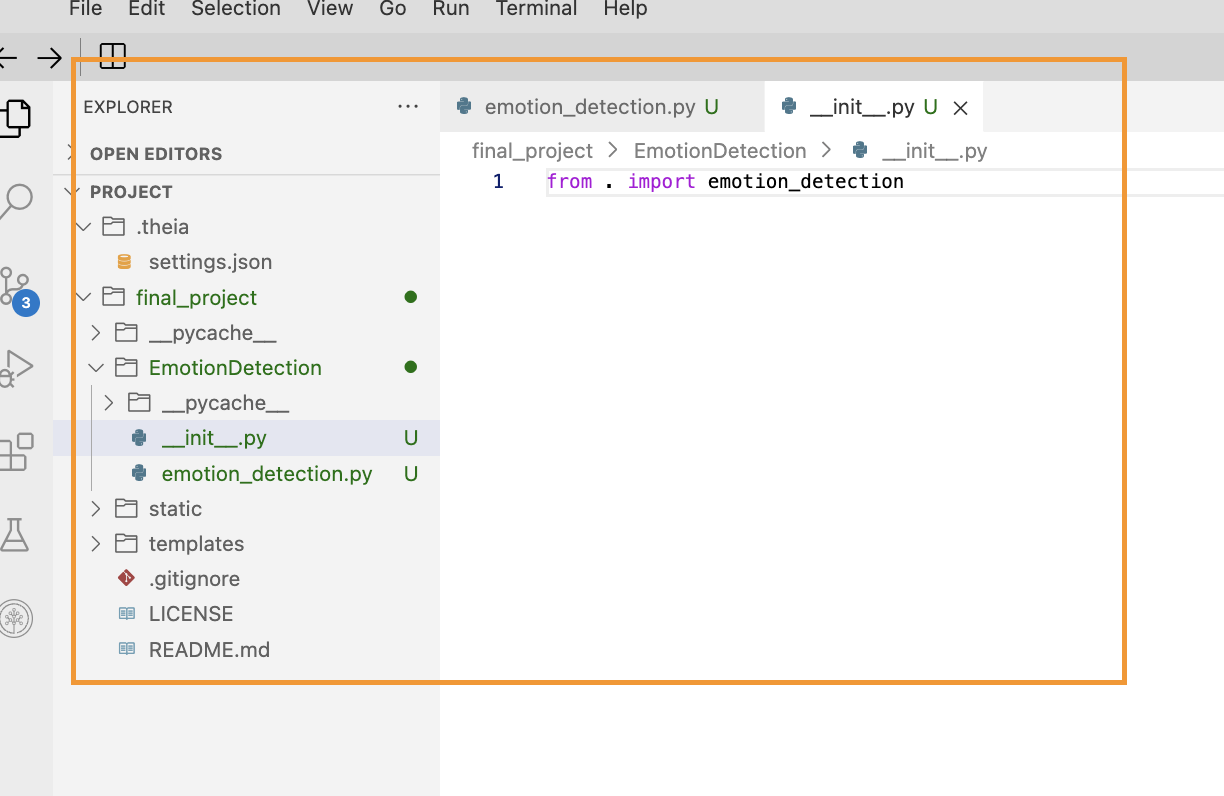 File Edit Selection View Go Run Terminal Help
EXPLORER ...
OPEN EDITORS
PROJECT
.theia
settings.json
final_project
__pycache__
EmotionDetection
__pycache__
__init__.py U
emotion_detection.py U
static
templates
.gitignore
LICENSE
README.md
3
emotion_detection.py U __init__.py U
final_project > EmotionDetection > __init__.py
1 from . import emotion_detection